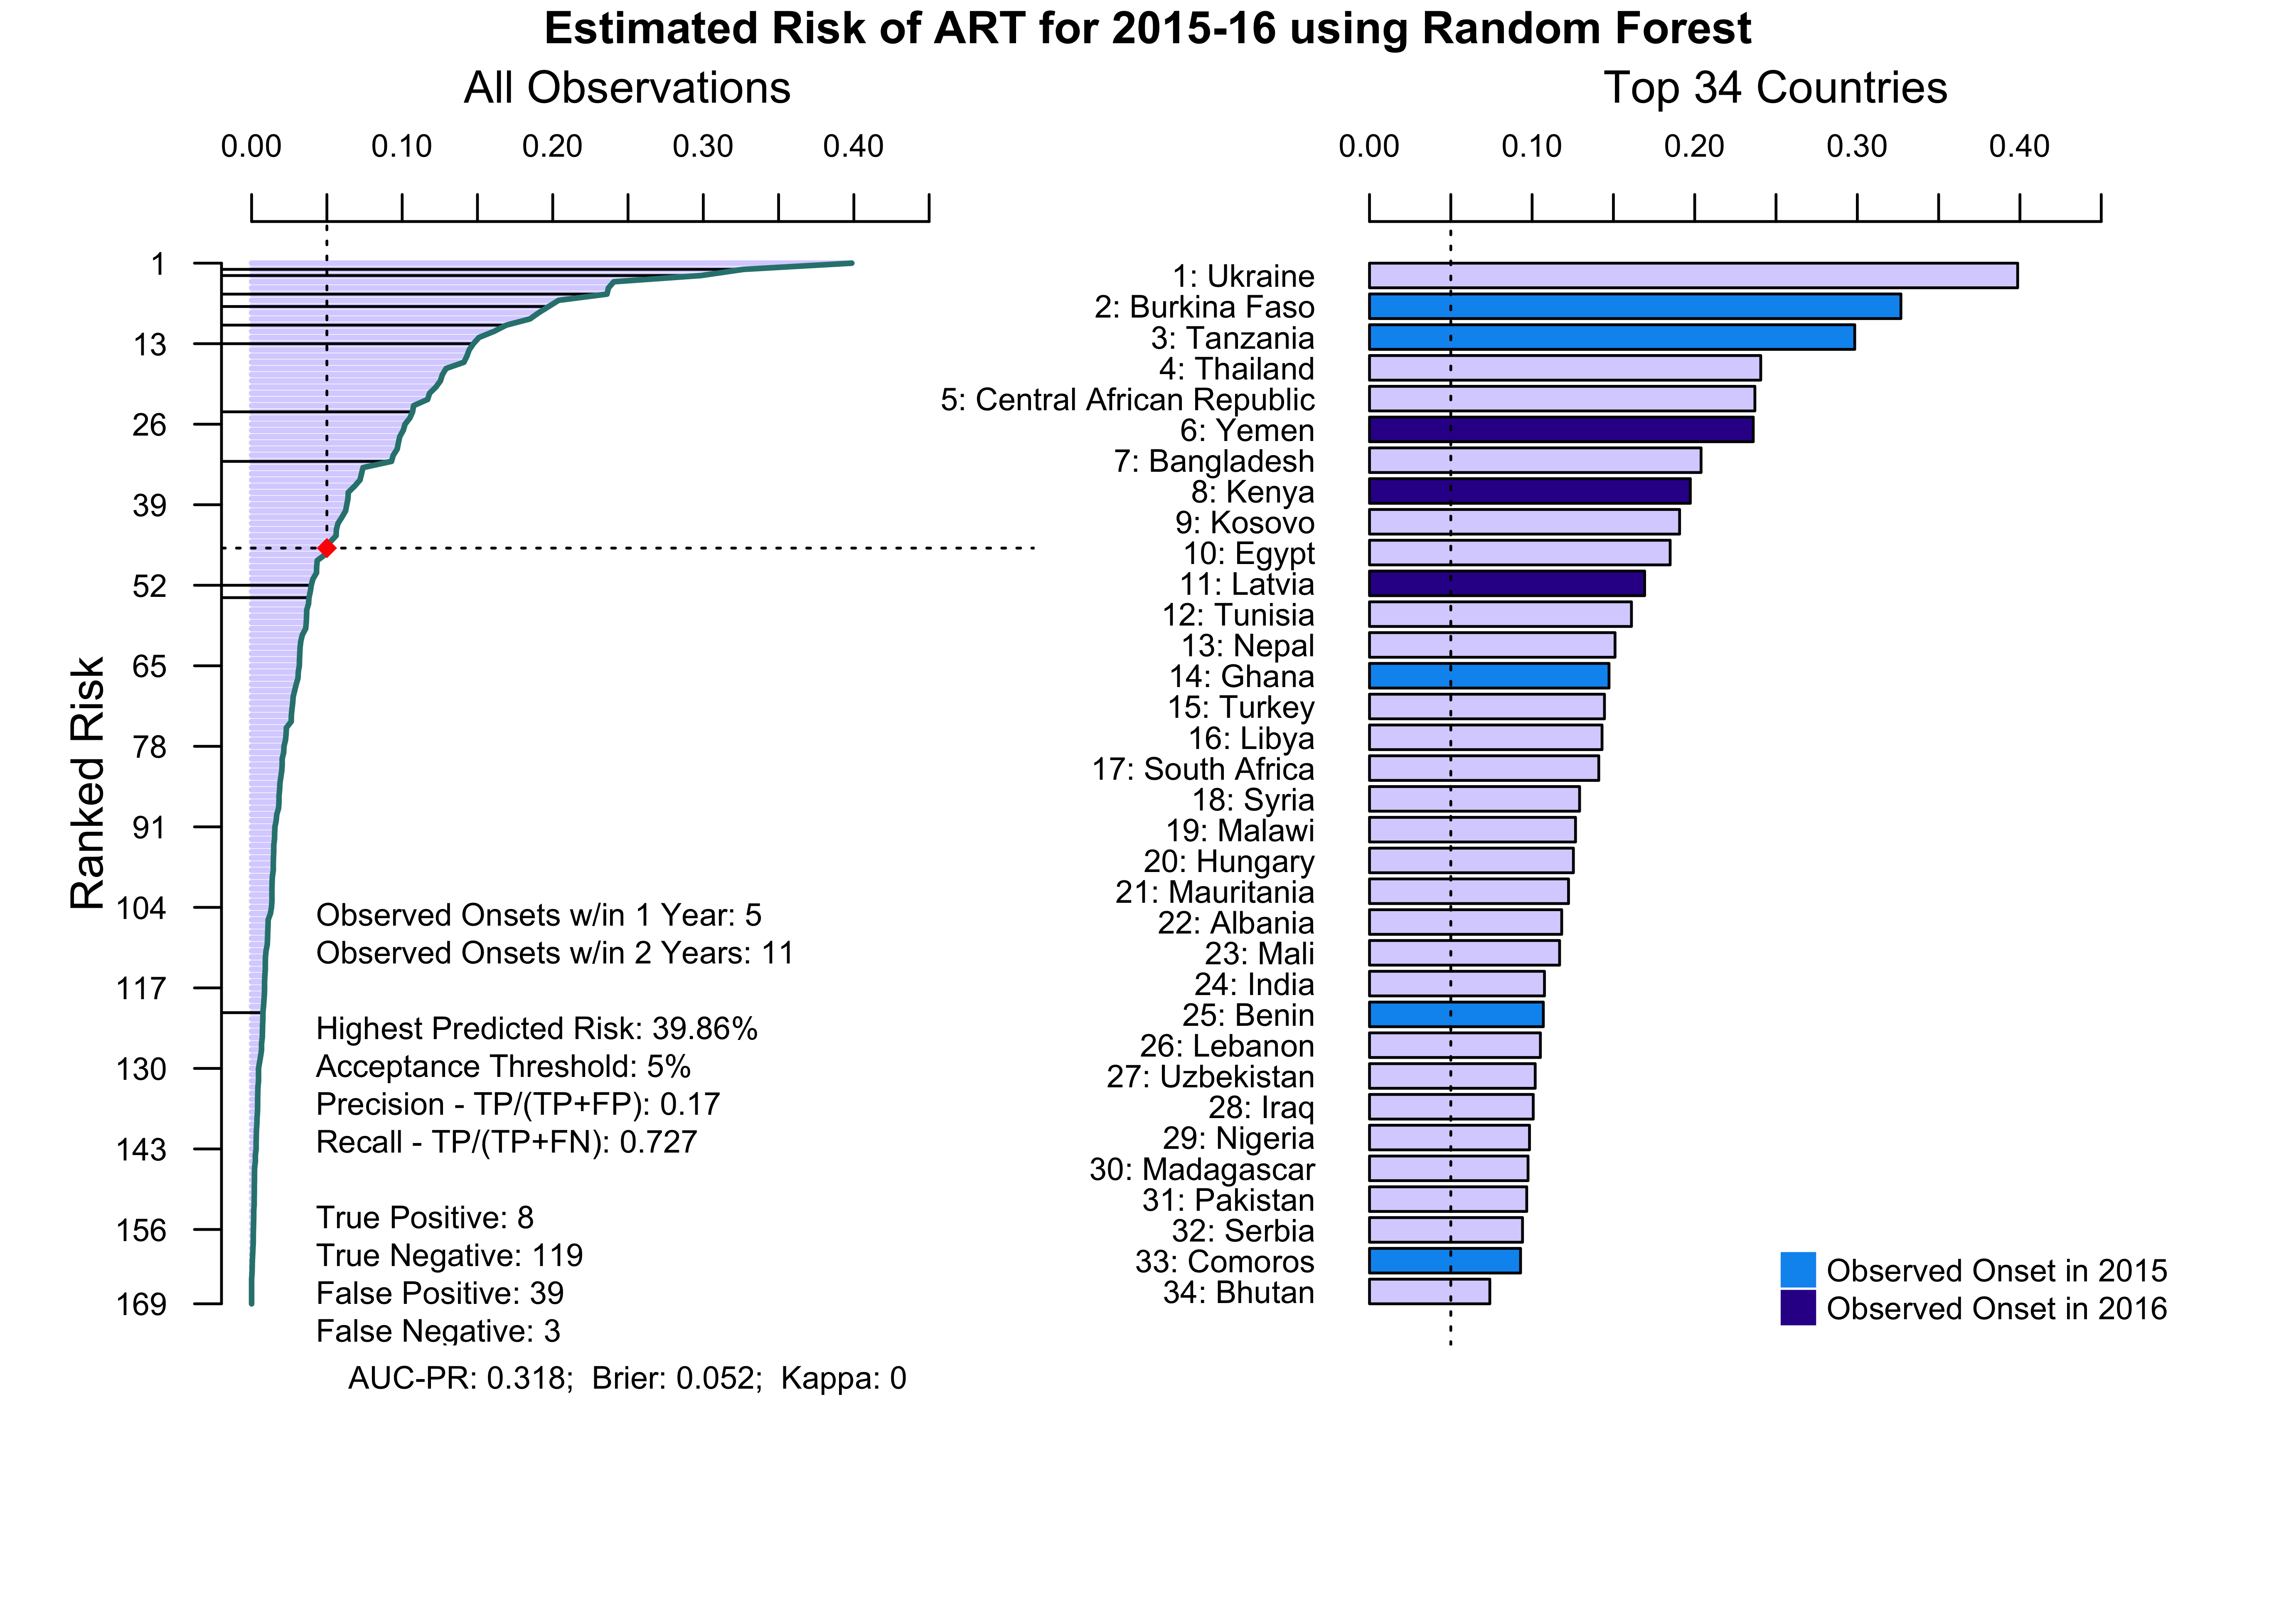 Estimated Risk of ART for 2015-16 using Random Forest
All Observations
0.00 0.10 0.20 0.30 0.40
Ranked Risk
1
13
26
39
52
65
78
91
104
117
130
143
156
169
Observed Onsets w/in 1 Year: 5
Observed Onsets w/in 2 Years: 11
Highest Predicted Risk: 39.86%
Acceptance Threshold: 5%
Precision - TP/(TP+FP): 0.17
Recall - TP/(TP+FN): 0.727
True Positive: 8
True Negative: 119
False Positive: 39
False Negative: 3
AUC-PR: 0.318; Brier: 0.052; Kappa: 0
Top 34 Countries
0.00 0.10 0.20 0.30 0.40
1: Ukraine
2: Burkina Faso
3: Tanzania
4: Thailand
5: Central African Republic
6: Yemen
7: Bangladesh
8: Kenya
9: Kosovo
10: Egypt
11: Latvia
12: Tunisia
13: Nepal
14: Ghana
15: Turkey
16: Libya
17: South Africa
18: Syria
19: Malawi
20: Hungary
21: Mauritania
22: Albania
23: Mali
24: India
25: Benin
26: Lebanon
27: Uzbekistan
28: Iraq
29: Nigeria
30: Madagascar
31: Pakistan
32: Serbia
33: Comoros
34: Bhutan
Observed Onset in 2015
Observed Onset in 2016